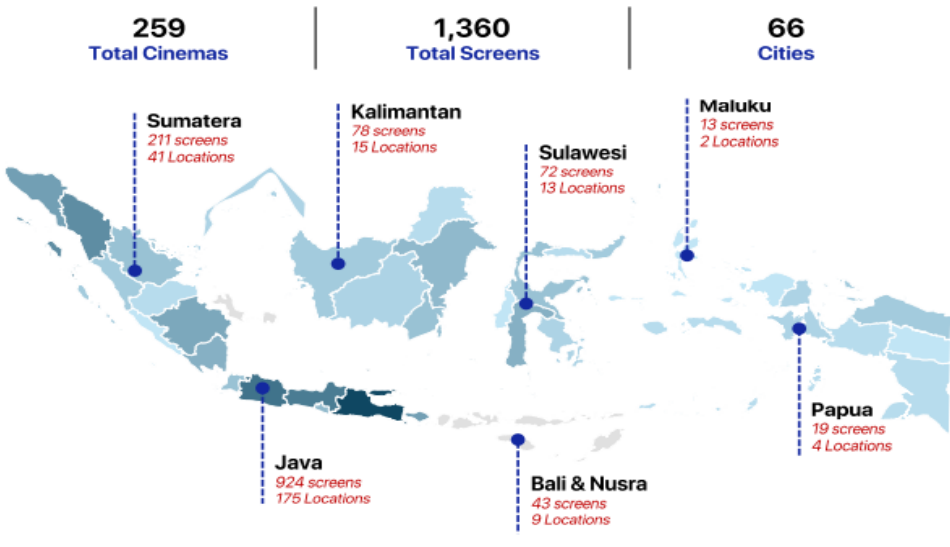 259
Total Cinemas
1,360
Total Screens
66
Cities
Sumatera
211 screens
41 Locations
Kalimantan
78 screens
15 Locations
Sulawesi
72 screens
13 Locations
Maluku
13 screens
2 Locations
Java
924 screens
175 Locations
Bali & Nusra
43 screens
9 Locations
Papua
19 screens
4 Locations